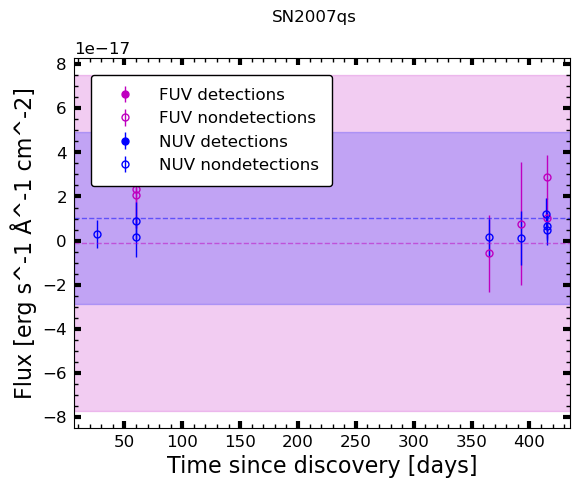 SN2007qs
1e−17
8
6
4
2
0
−2
−4
−6
−8
Flux [erg s^-1 Å^-1 cm^-2]
FUV detections
FUV nondetections
NUV detections
NUV nondetections
50 100 150 200 250 300 350 400
Time since discovery [days]